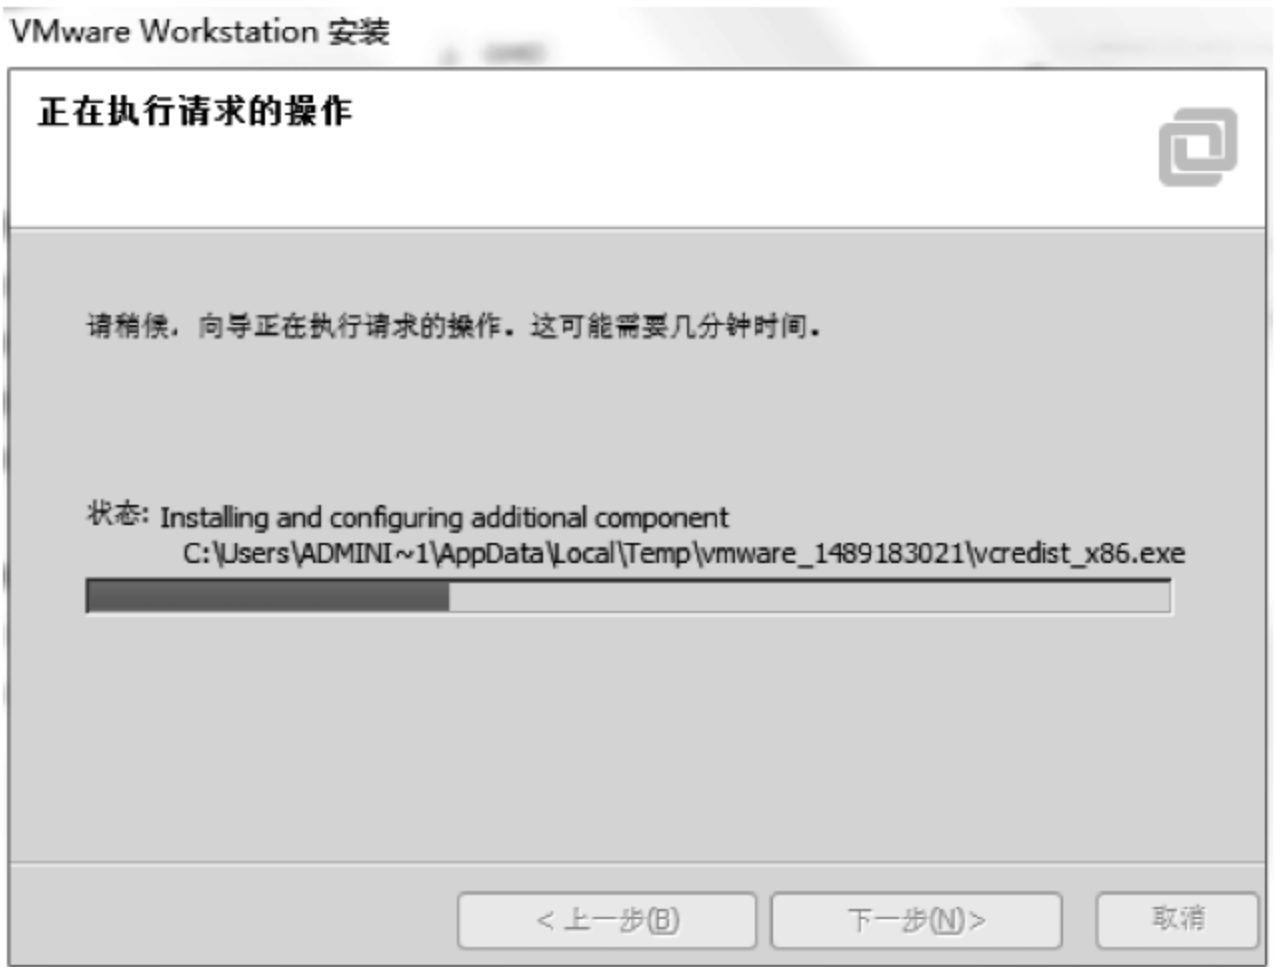 VMware Workstation 安装
正在执行请求的操作
请稍候，向导正在执行请求的操作。这可能需要几分钟时间。
状态: Installing and configuring additional component
C:\Users\ADMINI~1\AppData\Local\Temp\vmware_1489183021\vcredist_x86.exe
< 上一步(B)
下一步(N)>
取消